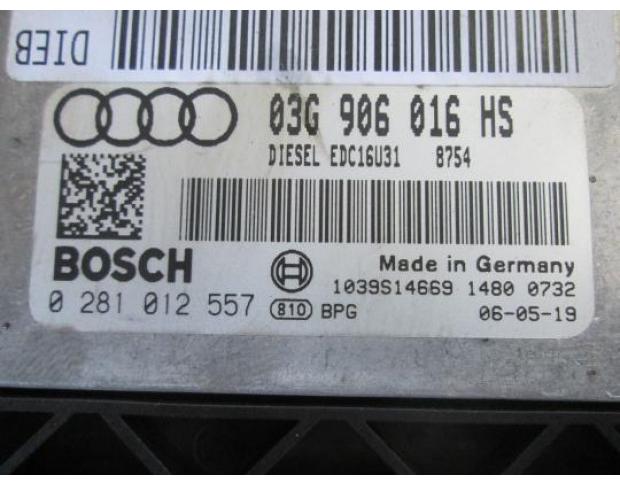 DIEB
03G 906 016 HS
DIESEL EDC16U31 8754
BOSCH
Made in Germany
1039S14669 1480 0732
0 281 012 557 810 BPG 06-05-19